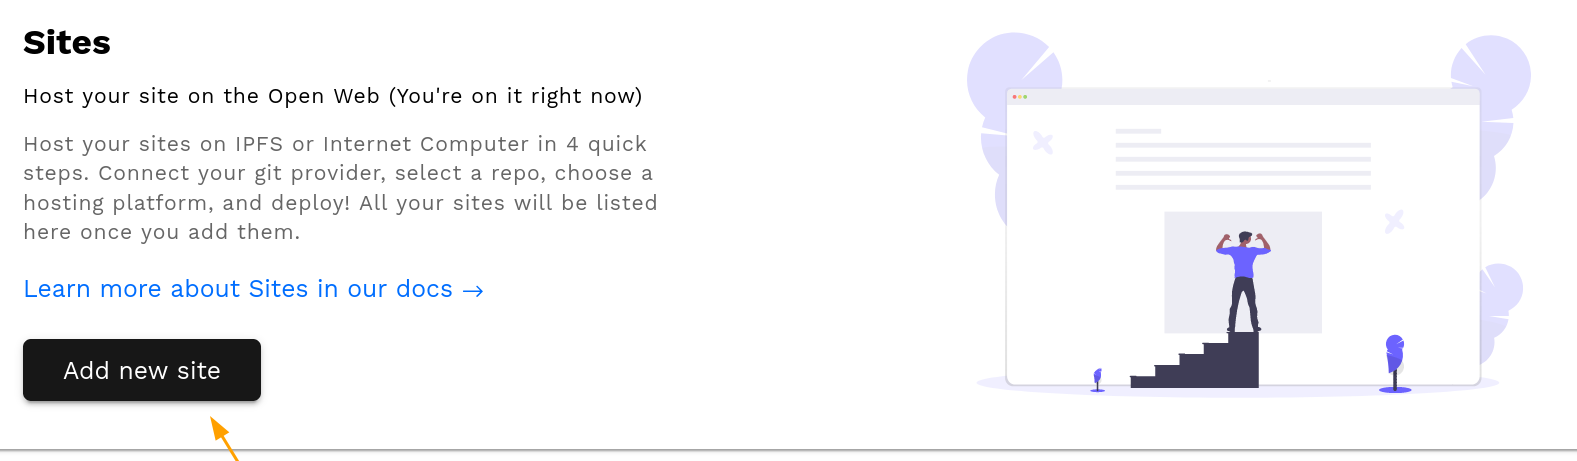 Sites
Host your site on the Open Web (You're on it right now)
Host your sites on IPFS or Internet Computer in 4 quick
steps. Connect your git provider, select a repo, choose a
hosting platform, and deploy! All your sites will be listed
here once you add them.
Learn more about Sites in our docs →
Add new site